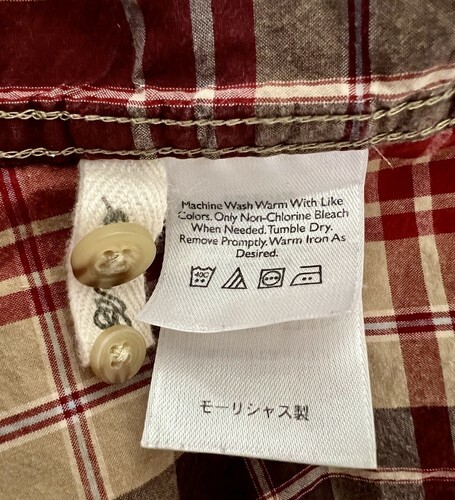 Machine Wash Warm With Like
Colors. Only Non-Chlorine Bleach
When Needed. Tumble Dry.
Remove Promptly. Warm Iron As
Desired.
40C
モーリシャス製